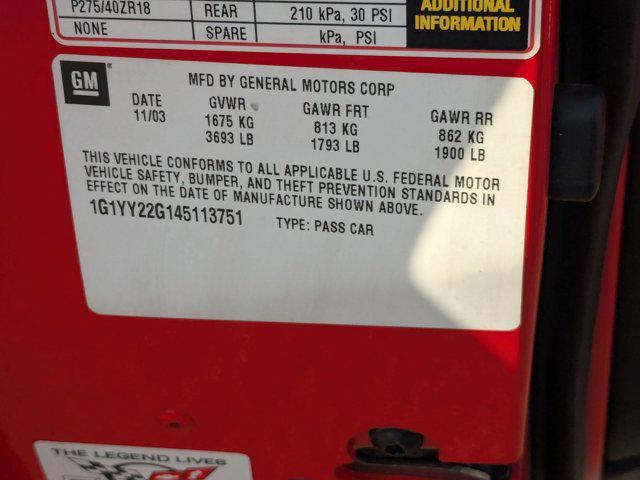 ADDITIONAL
P275/40ZR18 REAR 210 kPa, 30 PSI INFORMATION
NONE SPARE kPa, PSI
GM MFD BY GENERAL MOTORS CORP
DATE GVWR GAWR FRT GAWR RR
11/03 1675 KG 813 KG 862 KG
3693 LB 1793 LB 1900 LB
THIS VEHICLE CONFORMS TO ALL APPLICABLE U.S. FEDERAL MOTOR
VEHICLE SAFETY, BUMPER, AND THEFT PREVENTION STANDARDS IN
EFFECT ON THE DATE OF MANUFACTURE SHOWN ABOVE.
1G1YY22G145113751 TYPE: PASS CAR
THE LEGEND LIVES